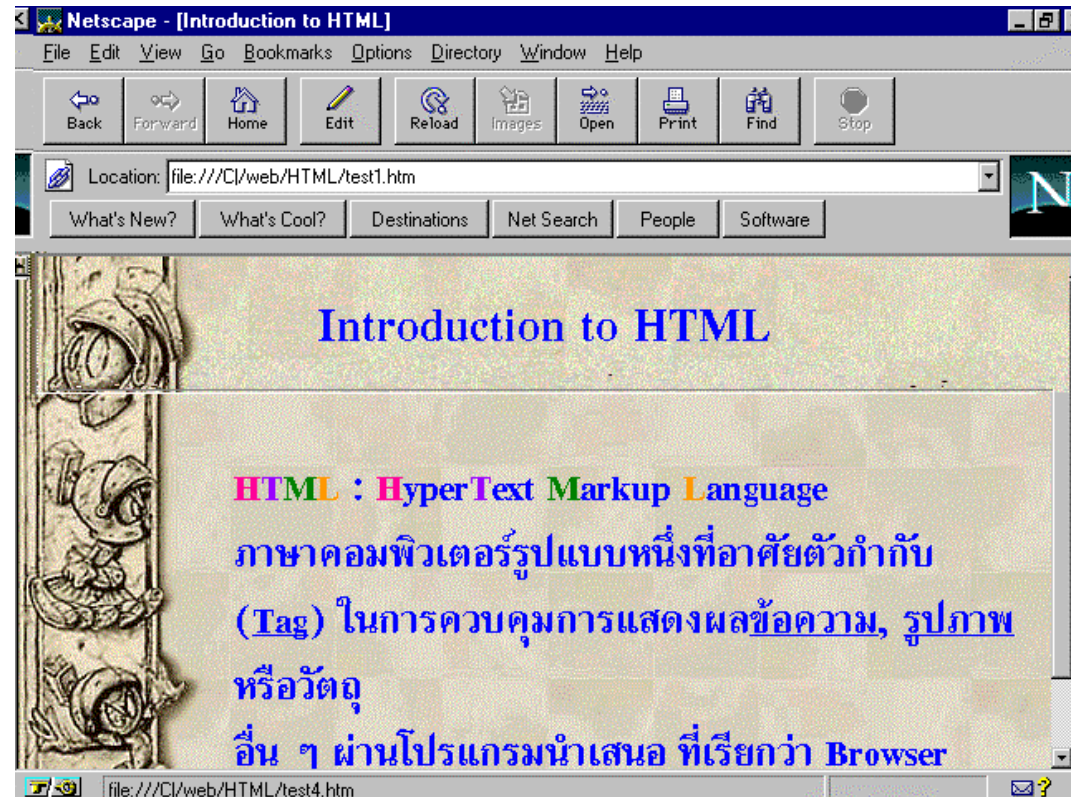 Netscape - [Introduction to HTML]
File Edit View Go Bookmarks Options Directory Window Help
Back Forward Home Edit Reload Images Open Print Find Stop
Location: file:///C|/web/HTML/test1.htm
N
What's New? What's Cool? Destinations Net Search People Software
Introduction to HTML
HTML : HyperText Markup Language
ภาษาคอมพิวเตอร์รูปแบบหนึ่งที่อาศัยตัวกำกับ
(Tag) ในการควบคุมการแสดงผลข้อความ, รูปภาพ
หรือวัตถุ
อื่น ๆ ผ่านโปรแกรมนำเสนอ ที่เรียกว่า Browser
file:///C|/web/HTML/test4.htm